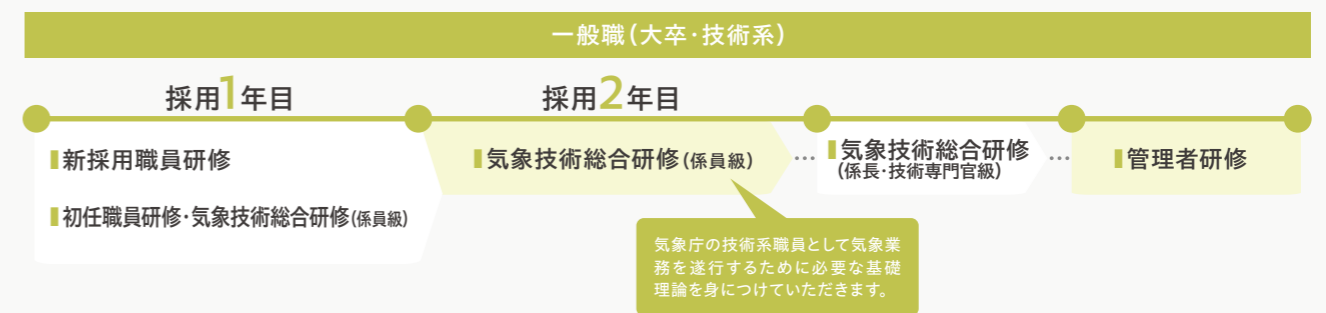 一般職(大卒・技術系)
採用1年目
採用2年目
新採用職員研修
初任職員研修・気象技術総合研修(係員級)
気象技術総合研修(係員級)
…
気象技術総合研修
(係長・技術専門官級)
…
管理者研修
気象庁の技術系職員として気象業
務を遂行するために必要な基礎
理論を身につけていただきます。